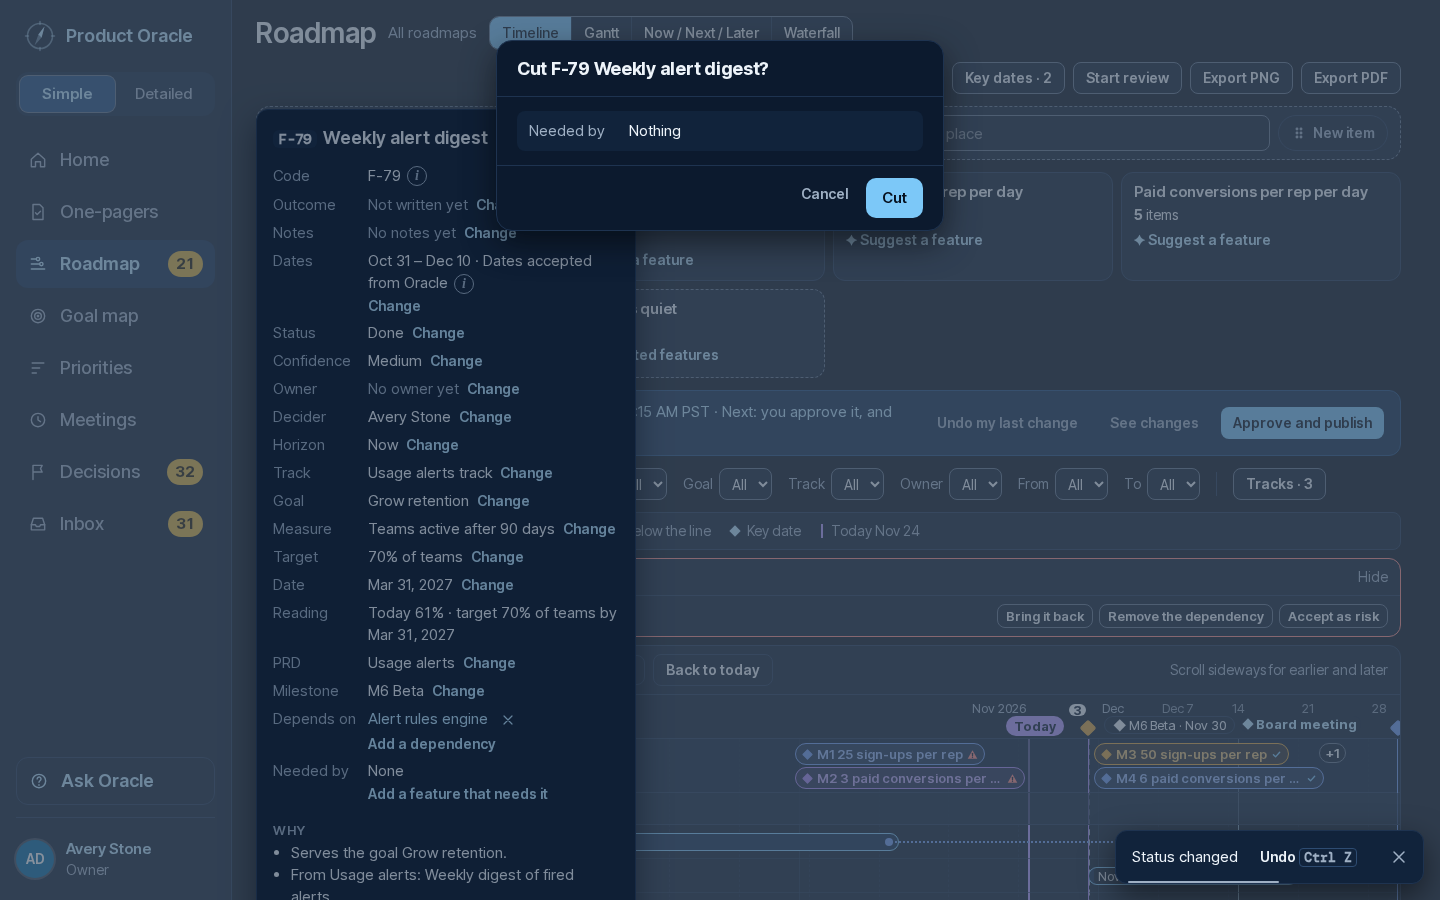 Product Oracle
Simple
Detailed
Home
One-pagers
Roadmap 21
Goal map
Priorities
Meetings
Decisions 32
Inbox 31
Ask Oracle
AD
Avery Stone
Owner
Roadmap
All roadmaps
Timeline
Gantt
Now / Next / Later
Waterfall
Key dates · 2
Start review
Export PNG
Export PDF
Cut F-79 Weekly alert digest?
Needed by Nothing
Cancel
Cut
F-79 Weekly alert digest
Code F-79 i
Outcome Not written yet
Notes No notes yet Change
Dates Oct 31 – Dec 10 · Dates accepted
from Oracle i
Change
Status Done Change
Confidence Medium Change
Owner No owner yet Change
Decider Avery Stone Change
Horizon Now Change
Track Usage alerts track Change
Goal Grow retention Change
Measure Teams active after 90 days Change
Target 70% of teams Change
Date Mar 31, 2027 Change
Reading Today 61% · target 70% of teams by
Mar 31, 2027
PRD Usage alerts Change
Milestone M6 Beta Change
Depends on Alert rules engine
Add a dependency
Needed by None
Add a feature that needs it
WHY
• Serves the goal Grow retention.
• From Usage alerts: Weekly digest of fired
alerts
place
New item
rep per day
Paid conversions per rep per day
5 items
Suggest a feature
Suggest a feature
a feature
quiet
ted features
:15 AM PST · Next: you approve it, and
Undo my last change
See changes
Approve and publish
Goal All
Track All
Owner All
From All
To All
Tracks · 3
elow the line
Key date
Today Nov 24
Hide
Bring it back
Remove the dependency
Accept as risk
Back to today
Scroll sideways for earlier and later
Nov 2026
3
Dec
Dec 7
14
21
28
Today
M6 Beta · Nov 30
Board meeting
M1 25 sign-ups per rep
M3 50 sign-ups per rep
+1
M2 3 paid conversions per ...
M4 6 paid conversions per ...
Status changed
Undo Ctrl Z